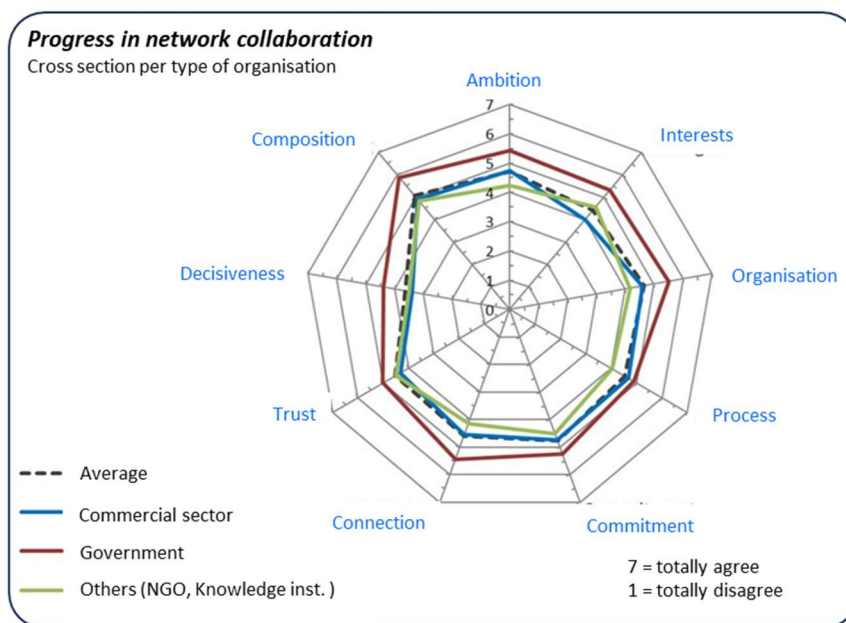 Progress in network collaboration
Cross section per type of organisation
Ambition
Interests
Organisation
Process
Commitment
Connection
Trust
Decisiveness
Composition
7
6
5
4
3
2
1
0
Average
Commercial sector
Government
Others (NGO, Knowledge inst. )
7 = totally agree
1 = totally disagree